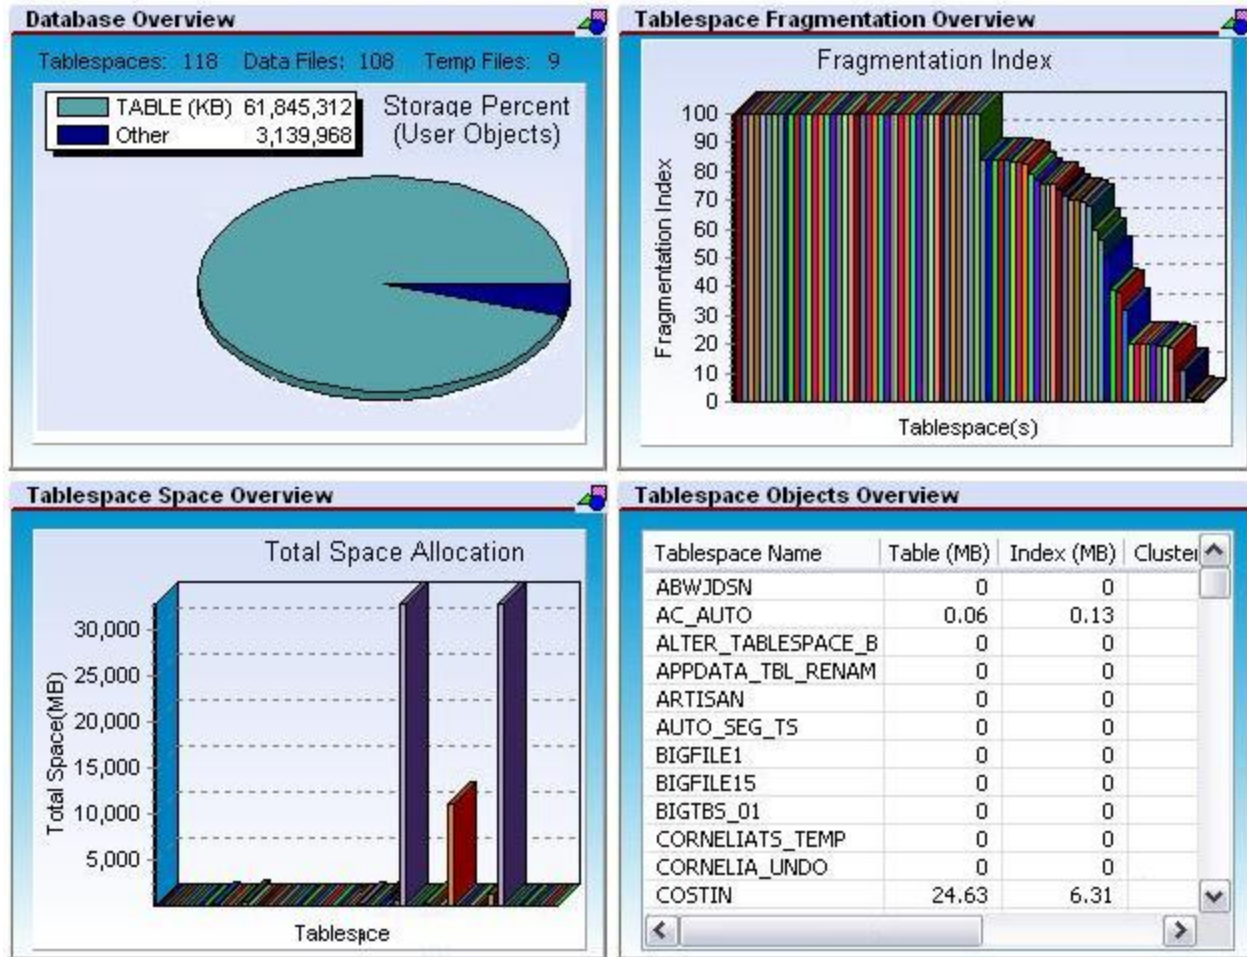 Database Overview
Tablespaces: 118 Data Files: 108 Temp Files: 9
TABLE (KB) 61,845,312
Other 3,139,968
Storage Percent
(User Objects)
Tablespace Fragmentation Overview
Fragmentation Index
Fragmentation Index
100
90
80
70
60
50
40
30
20
10
0
Tablespace(s)
Tablespace Space Overview
Total Space Allocation
Total Space(MB)
30,000
25,000
20,000
15,000
10,000
5,000
Tablespace
Tablespace Objects Overview
Tablespace Name Table (MB) Index (MB) Cluster
ABWJDSN 0 0
AC_AUTO 0.06 0.13
ALTER_TABLESPACE_B 0 0
APPDATA_TBL_RENAM 0 0
ARTISAN 0 0
AUTO_SEG_TS 0 0
BIGFILE1 0 0
BIGFILE15 0 0
BIGTBS_01 0 0
CORNELIATS_TEMP 0 0
CORNELIA_UNDO 0 0
COSTIN 24.63 6.31